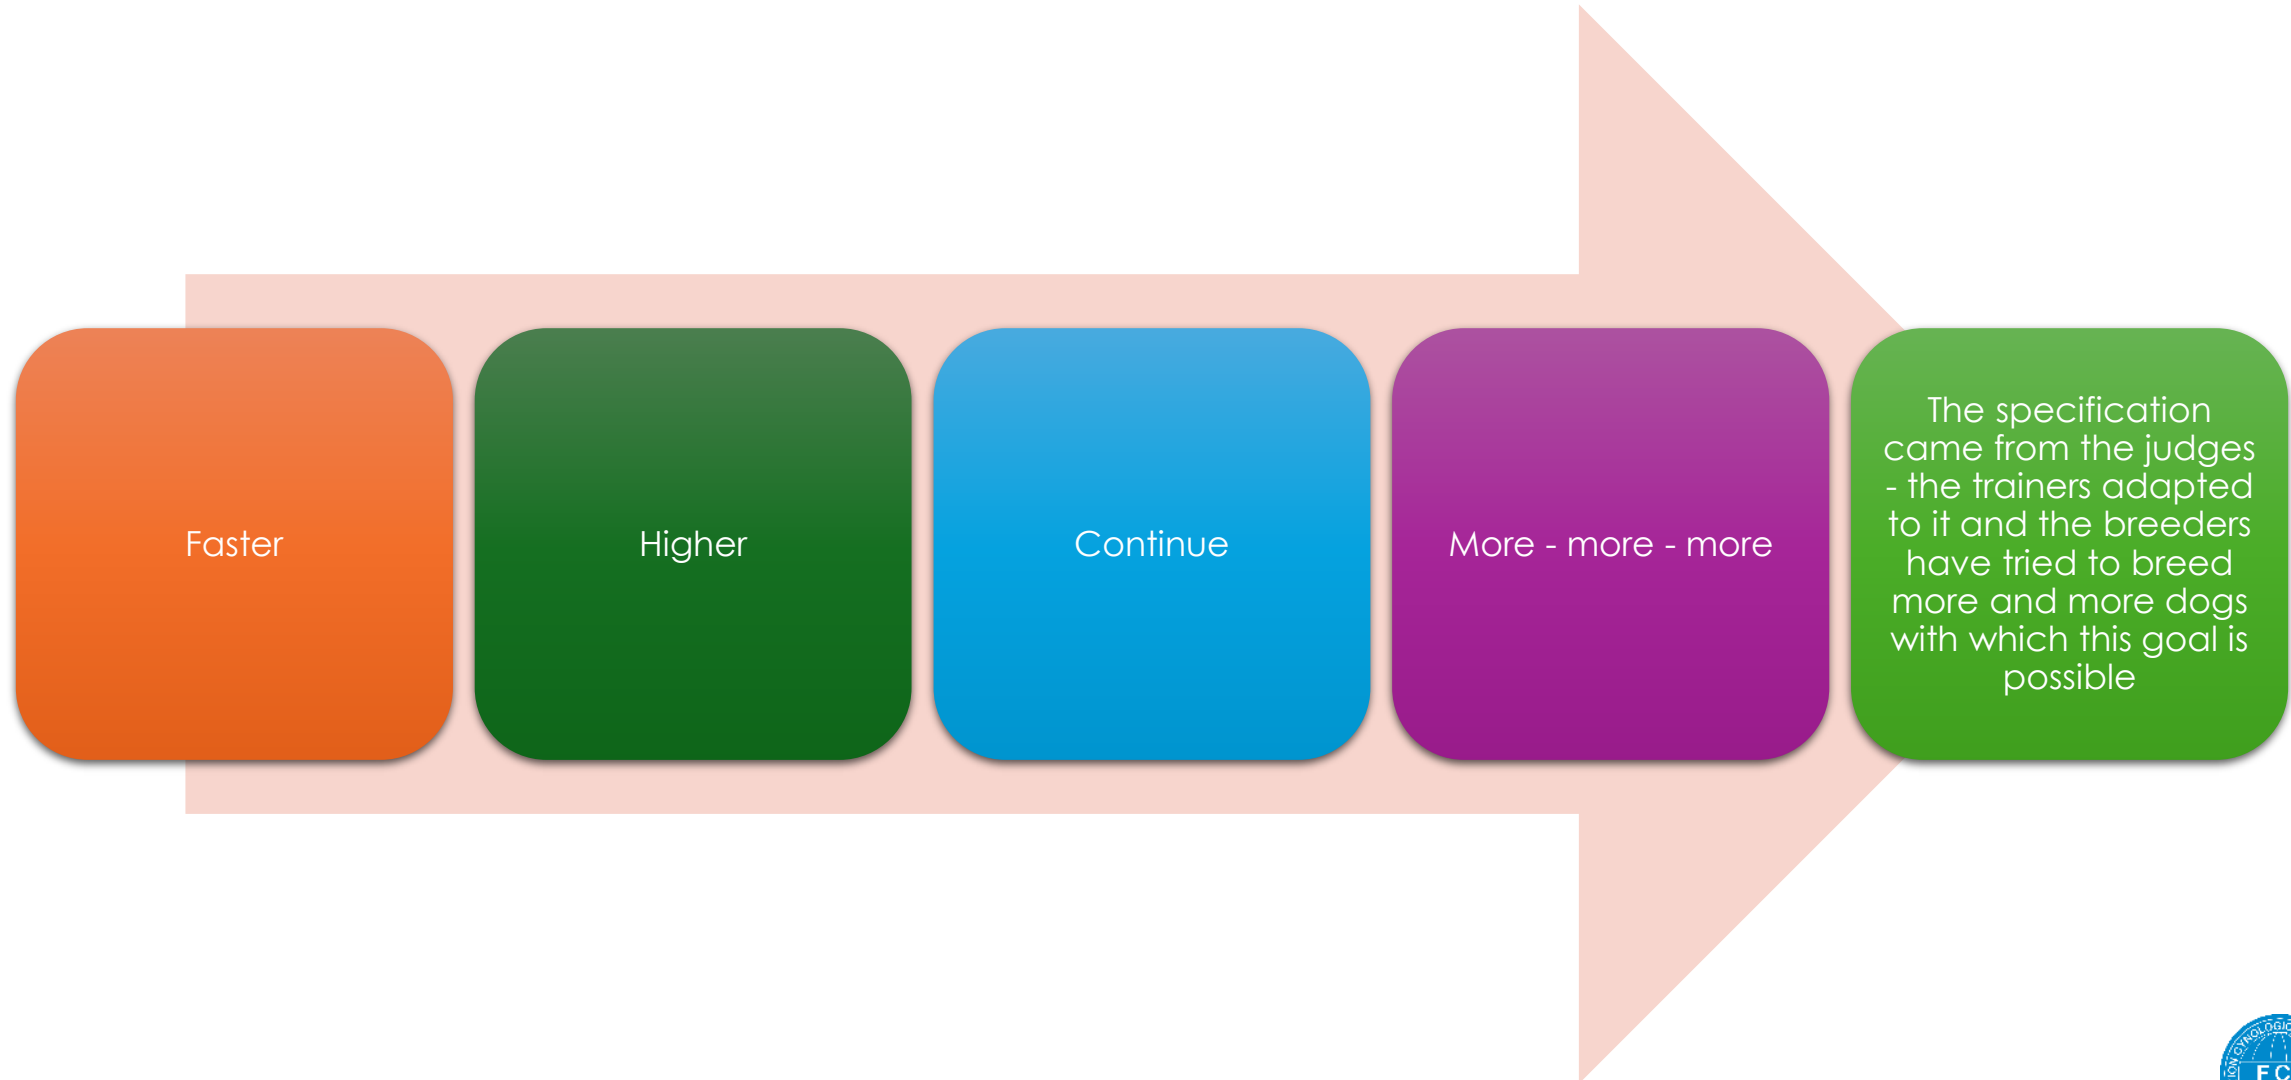 Faster
Higher
Continue
More - more - more
The specification
came from the judges
- the trainers adapted
to it and the breeders
have tried to breed
more and more dogs
with which this goal is
possible